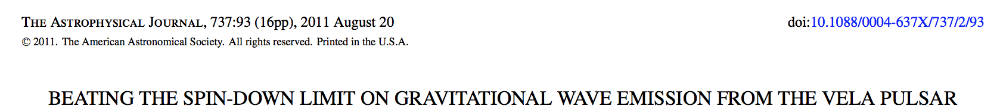 THE ASTROPHYSICAL JOURNAL, 737:93 (16pp), 2011 August 20
doi:10.1088/0004-637X/737/2/93
© 2011. The American Astronomical Society. All rights reserved. Printed in the U.S.A.
BEATING THE SPIN-DOWN LIMIT ON GRAVITATIONAL WAVE EMISSION FROM THE VELA PULSAR